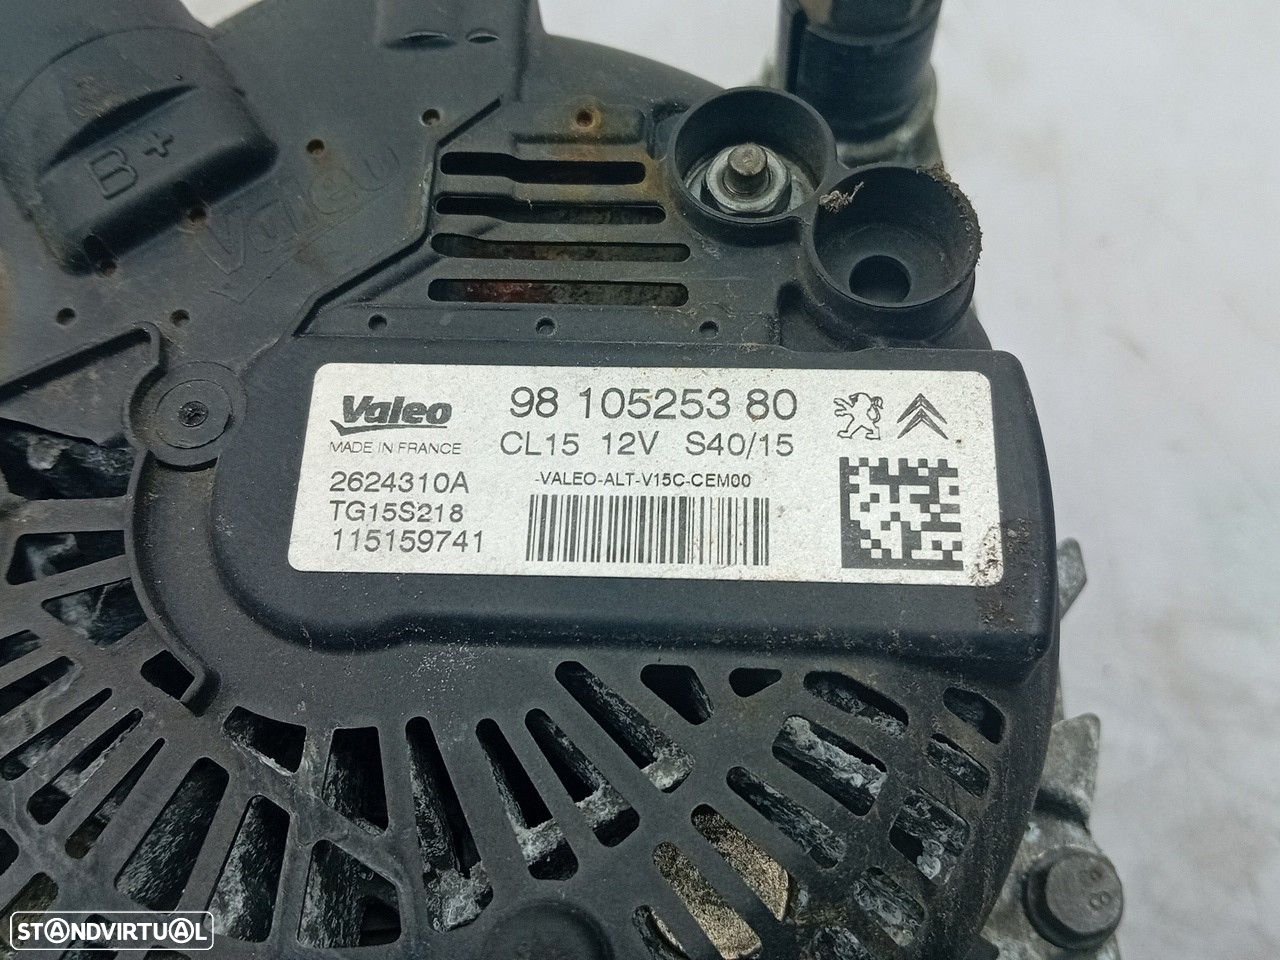 B+
Valeo
Valeo
MADE IN FRANCE
2624310A
TG15S218
115159741
98 105253 80
CL15 12V S40/15
-VALEO-ALT-V15C-CEM00
8
STANDVIRTUAL